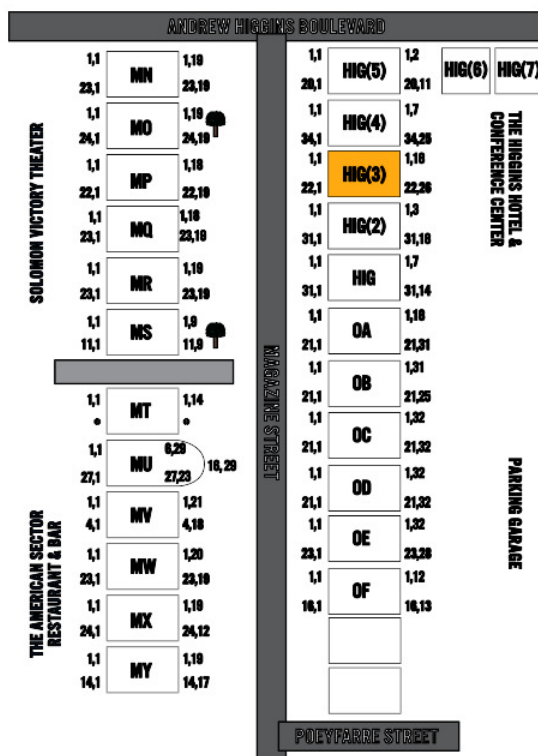 ANDREW HIGGINS BOULEVARD
1,1 MN 1,19
23,1 23,19
1,1 MO 1,19
24,1 24,19
1,1 MP 1,18
22,1 22,19
1,1 MQ 1,18
23,1 23,19
1,1 MR 1,19
23,1 23,19
1,1 MS 1,9
11,1 11,9
SOLOMON VICTORY THEATER
1,1 MT 1,14
1,1 MU 6,29
27,1 27,23 16,29
1,1 MV 1,21
4,1 4,18
1,1 MW 1,20
23,1 23,19
1,1 MX 1,19
24,1 24,12
1,1 MY 1,19
14,1 14,17
THE AMERICAN SECTOR
RESTAURANT & BAR
MAGAZINE STREET
1,1 HIG(5) 1,2
20,1 20,11
HIG(6) HIG(7)
1,1 HIG(4) 1,7
34,1 34,25
1,1 HIG(3) 1,16
22,1 22,26
1,1 HIG(2) 1,3
31,1 31,16
1,1 HIG 1,7
31,1 31,14
THE HIGGINS HOTEL &
CONFERENCE CENTER
1,1 OA 1,16
21,1 21,31
1,1 OB 1,31
21,1 21,25
1,1 OC 1,32
21,1 21,32
1,1 OD 1,32
21,1 21,32
1,1 OE 1,32
23,1 23,28
1,1 OF 1,12
16,1 16,13
PARKING GARAGE
POEYFARRE STREET